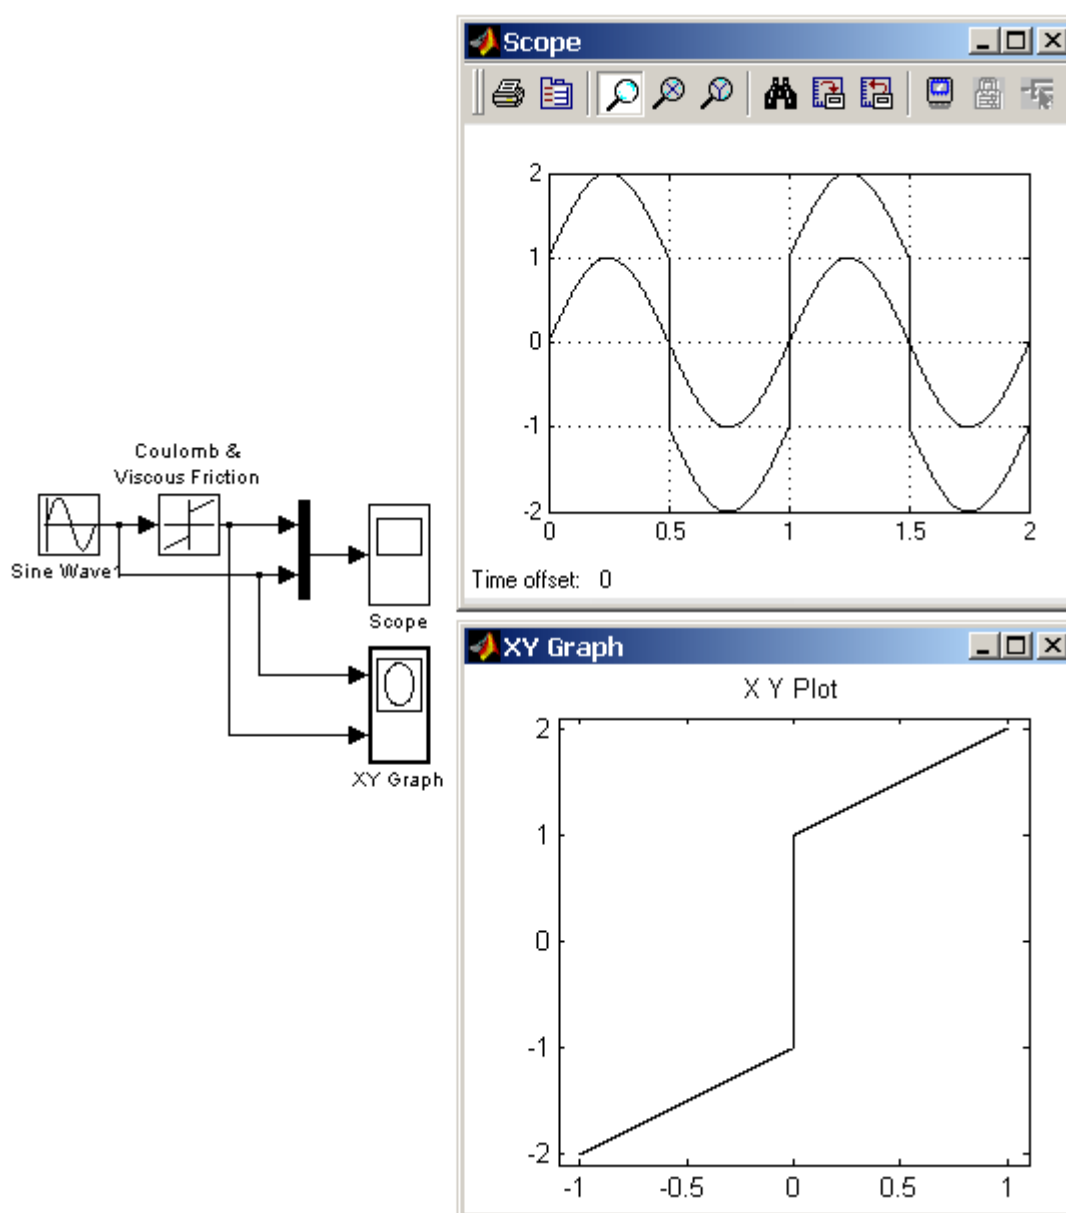 Scope
2
1
0
-1
-2
0
0.5
1
1.5
2
Time offset: 0
Coulomb &
Viscous Friction
Sine Wave1
Scope
XY Graph
XY Graph
X Y Plot
2
1
0
-1
-2
-1
-0.5
0
0.5
1